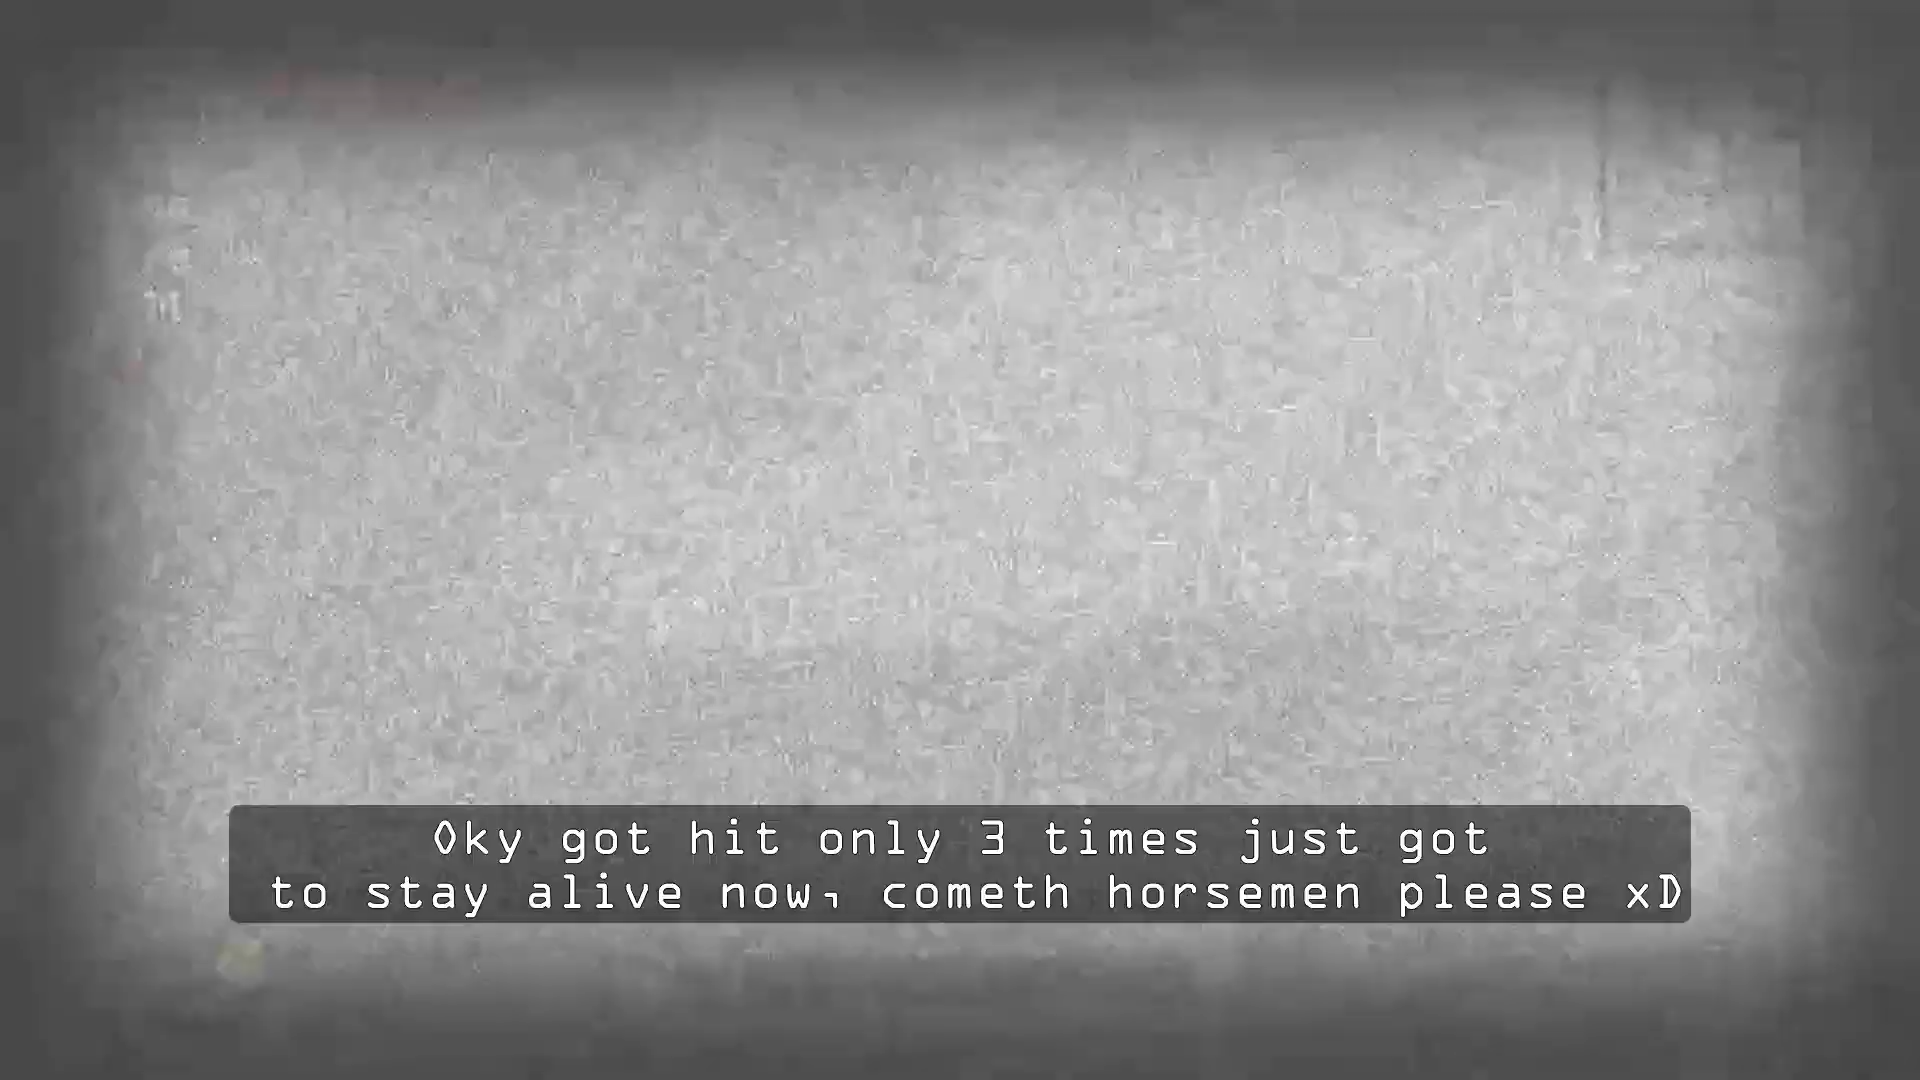 Oky got hit only 3 times just got
to stay alive now, cometh horsemen please xD